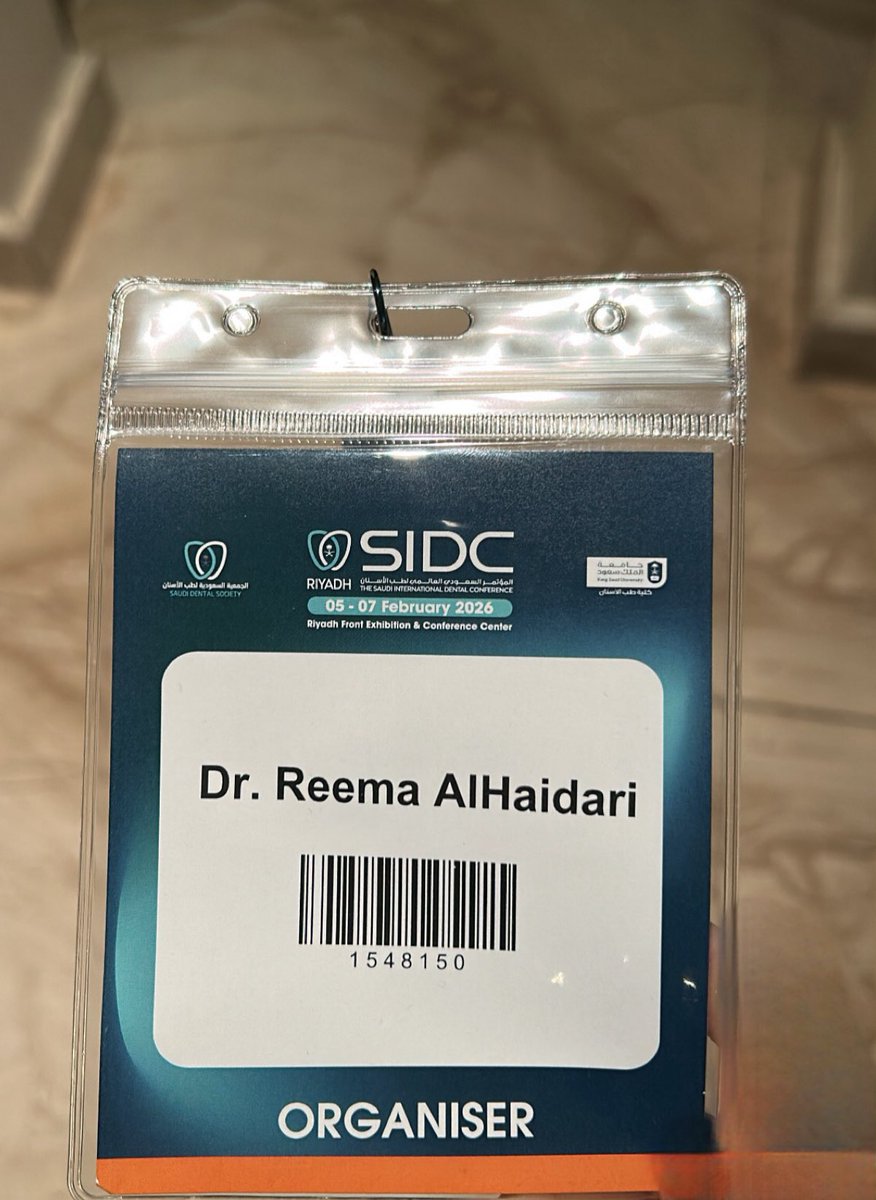 الجمعية السعودية لطب الأسنان
SAUDI DENTAL SOCIETY
SIDC
RIYADH
المؤتمر السعودي العالمي لطب الأسنان
THE SAUDI INTERNATIONAL DENTAL CONFERENCE
05 - 07 February 2026
Riyadh Front Exhibition & Conference Center
جامعة
الملك سعود
King Saud University
كلية طب الأسنان
Dr. Reema AlHaidari
1548150
ORGANISER